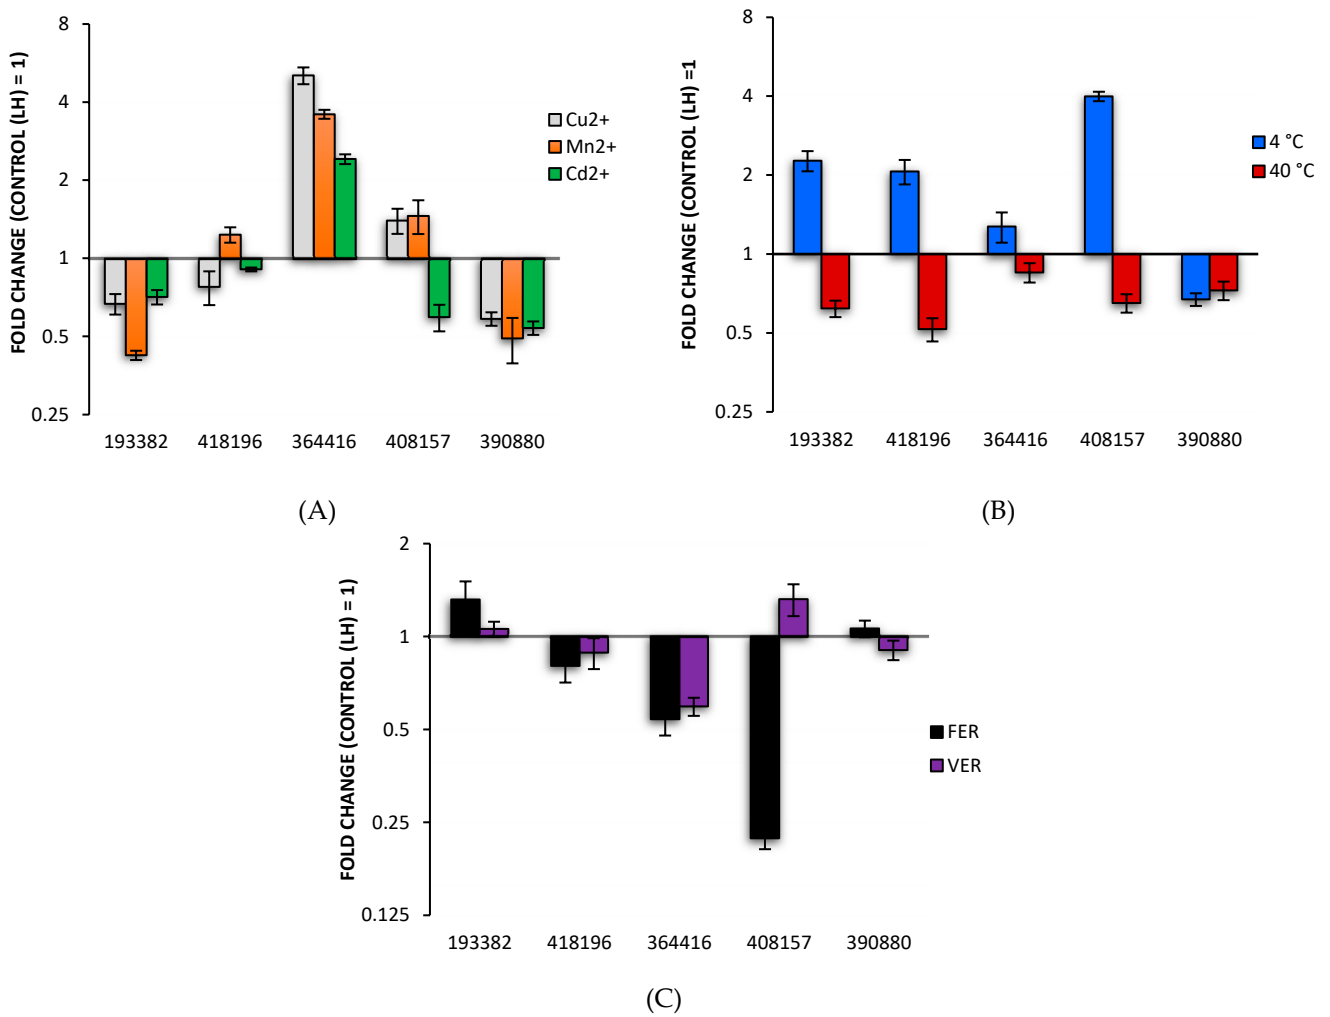 FOLD CHANGE (CONTROL (LH) = 1)
8
4
2
1
0.5
0.25
Cu2+
Mn2+
Cd2+
193382 418196 364416 408157 390880
(A)
FOLD CHANGE (CONTROL (LH) =1
8
4
2
1
0.5
0.25
4 °C
40 °C
193382 418196 364416 408157 390880
(B)
FOLD CHANGE (CONTROL (LH) = 1)
2
1
0.5
0.25
0.125
FER
VER
193382 418196 364416 408157 390880
(C)